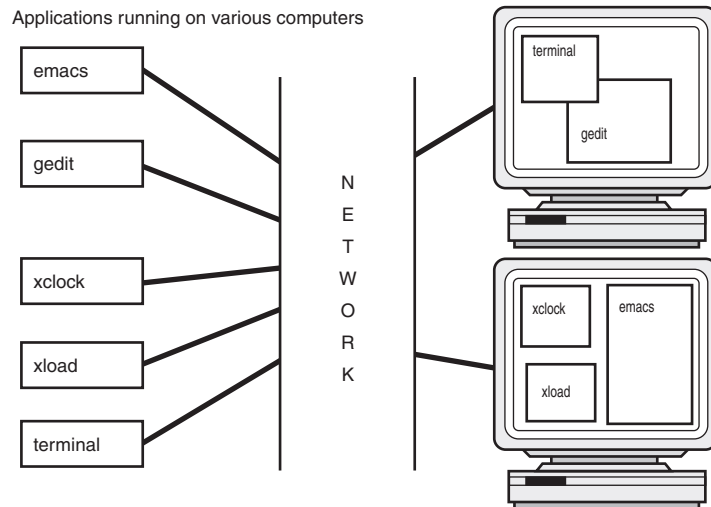 Applications running on various computers
emacs
gedit
xclock
xload
terminal
N
E
T
W
O
R
K
terminal
gedit
xclock
emacs
xload